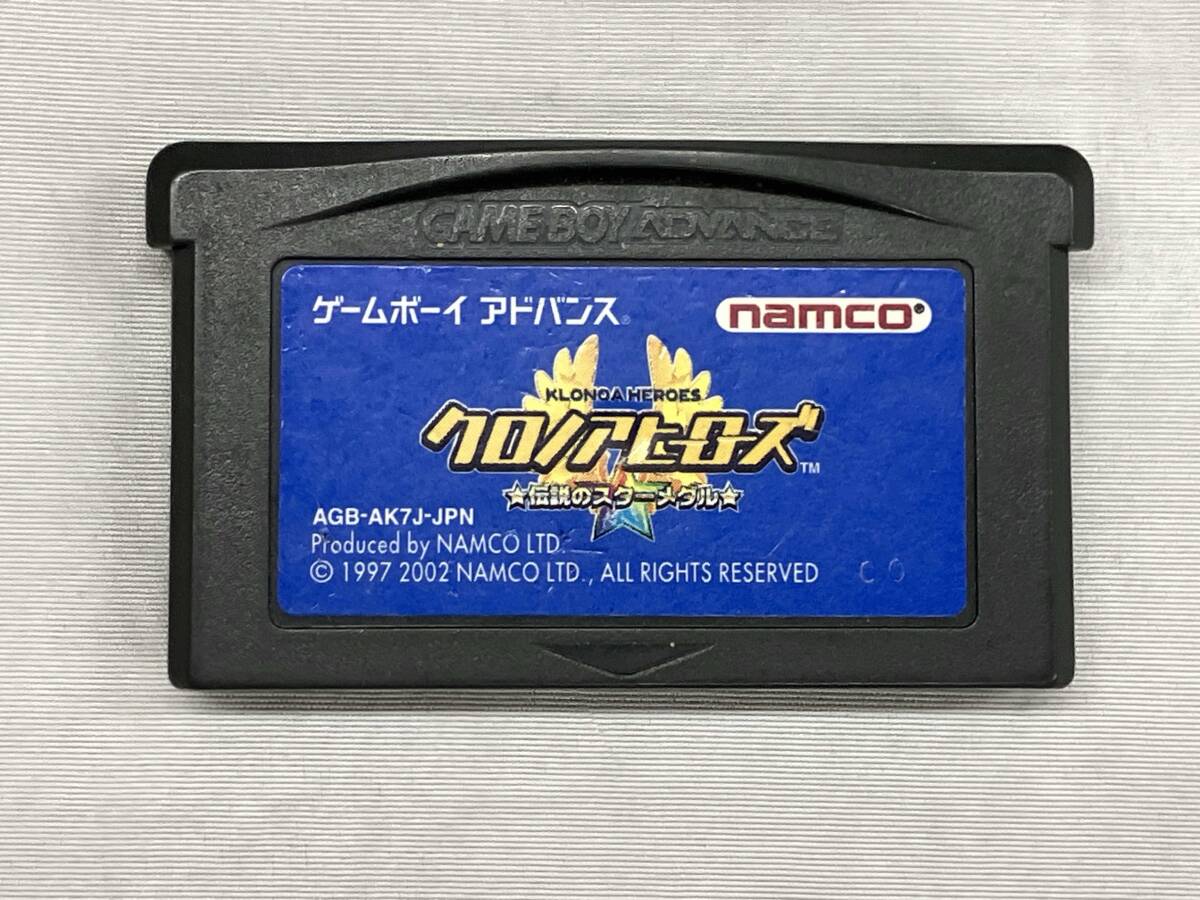 GAME BOY ADVANCE
ゲームボーイ アドバンス®
namco®
KLONOA HEROES
クロノアヒーローズ™
☆伝説のスターメダル☆
AGB-AK7J-JPN
Produced by NAMCO LTD.
© 1997 2002 NAMCO LTD., ALL RIGHTS RESERVED